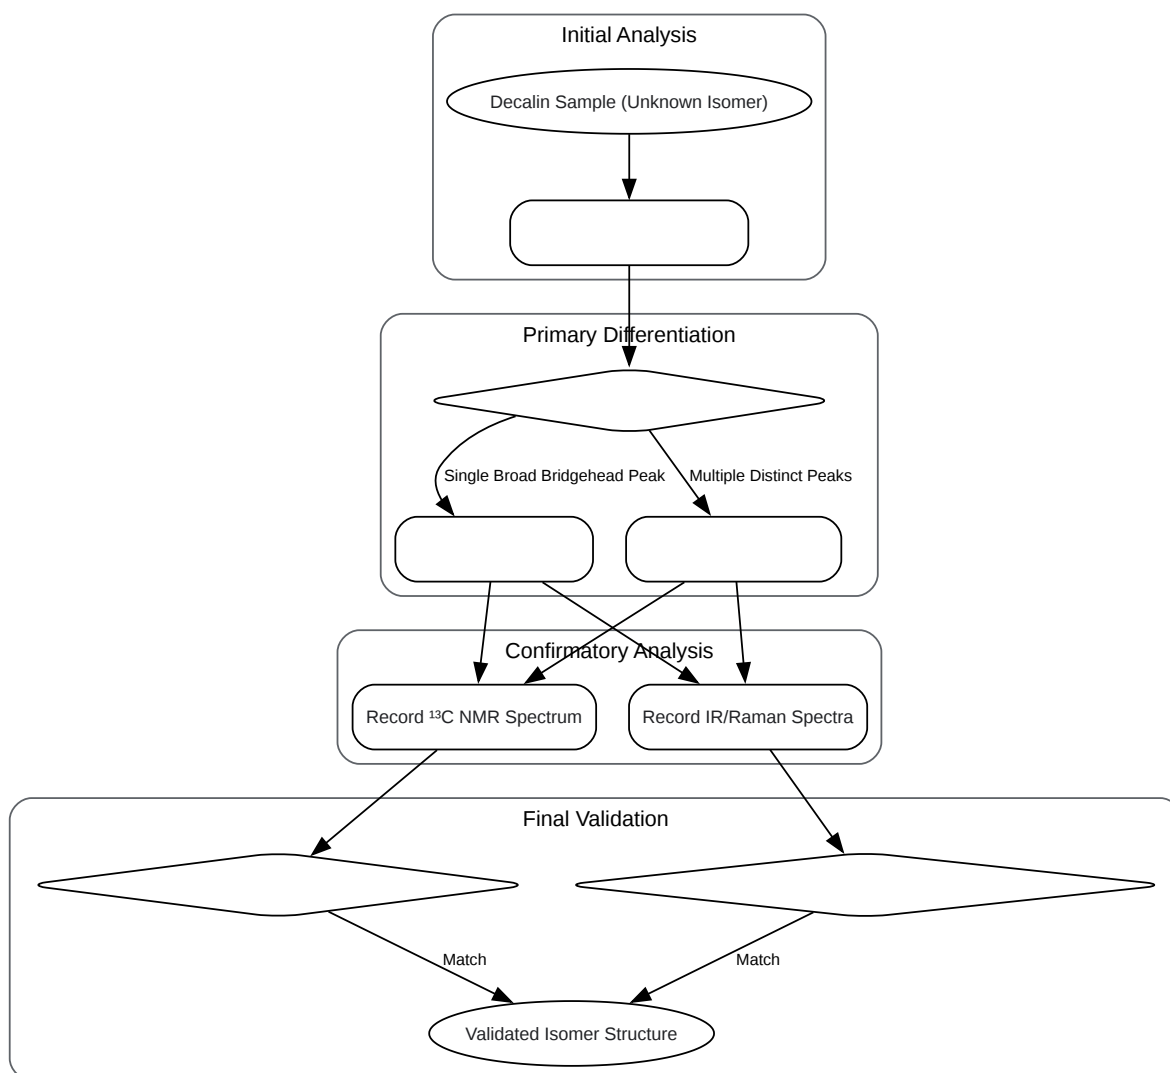 Initial Analysis
Decalin Sample (Unknown Isomer)
Primary Differentiation
Single Broad Bridgehead Peak
Multiple Distinct Peaks
Confirmatory Analysis
Record ¹³C NMR Spectrum
Record IR/Raman Spectra
Final Validation
Match
Match
Validated Isomer Structure